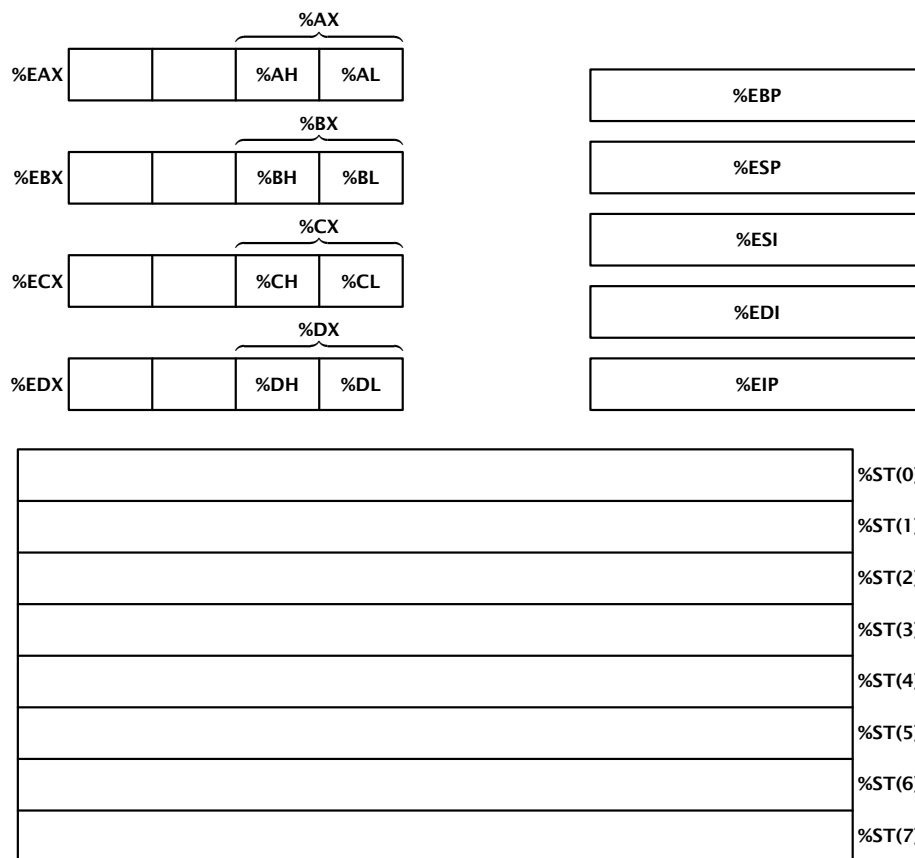 %AX
%EAX %AH %AL
%BX
%EBX %BH %BL
%CX
%ECX %CH %CL
%DX
%EDX %DH %DL
%EBP
%ESP
%ESI
%EDI
%EIP
%ST(0)
%ST(1)
%ST(2)
%ST(3)
%ST(4)
%ST(5)
%ST(6)
%ST(7)